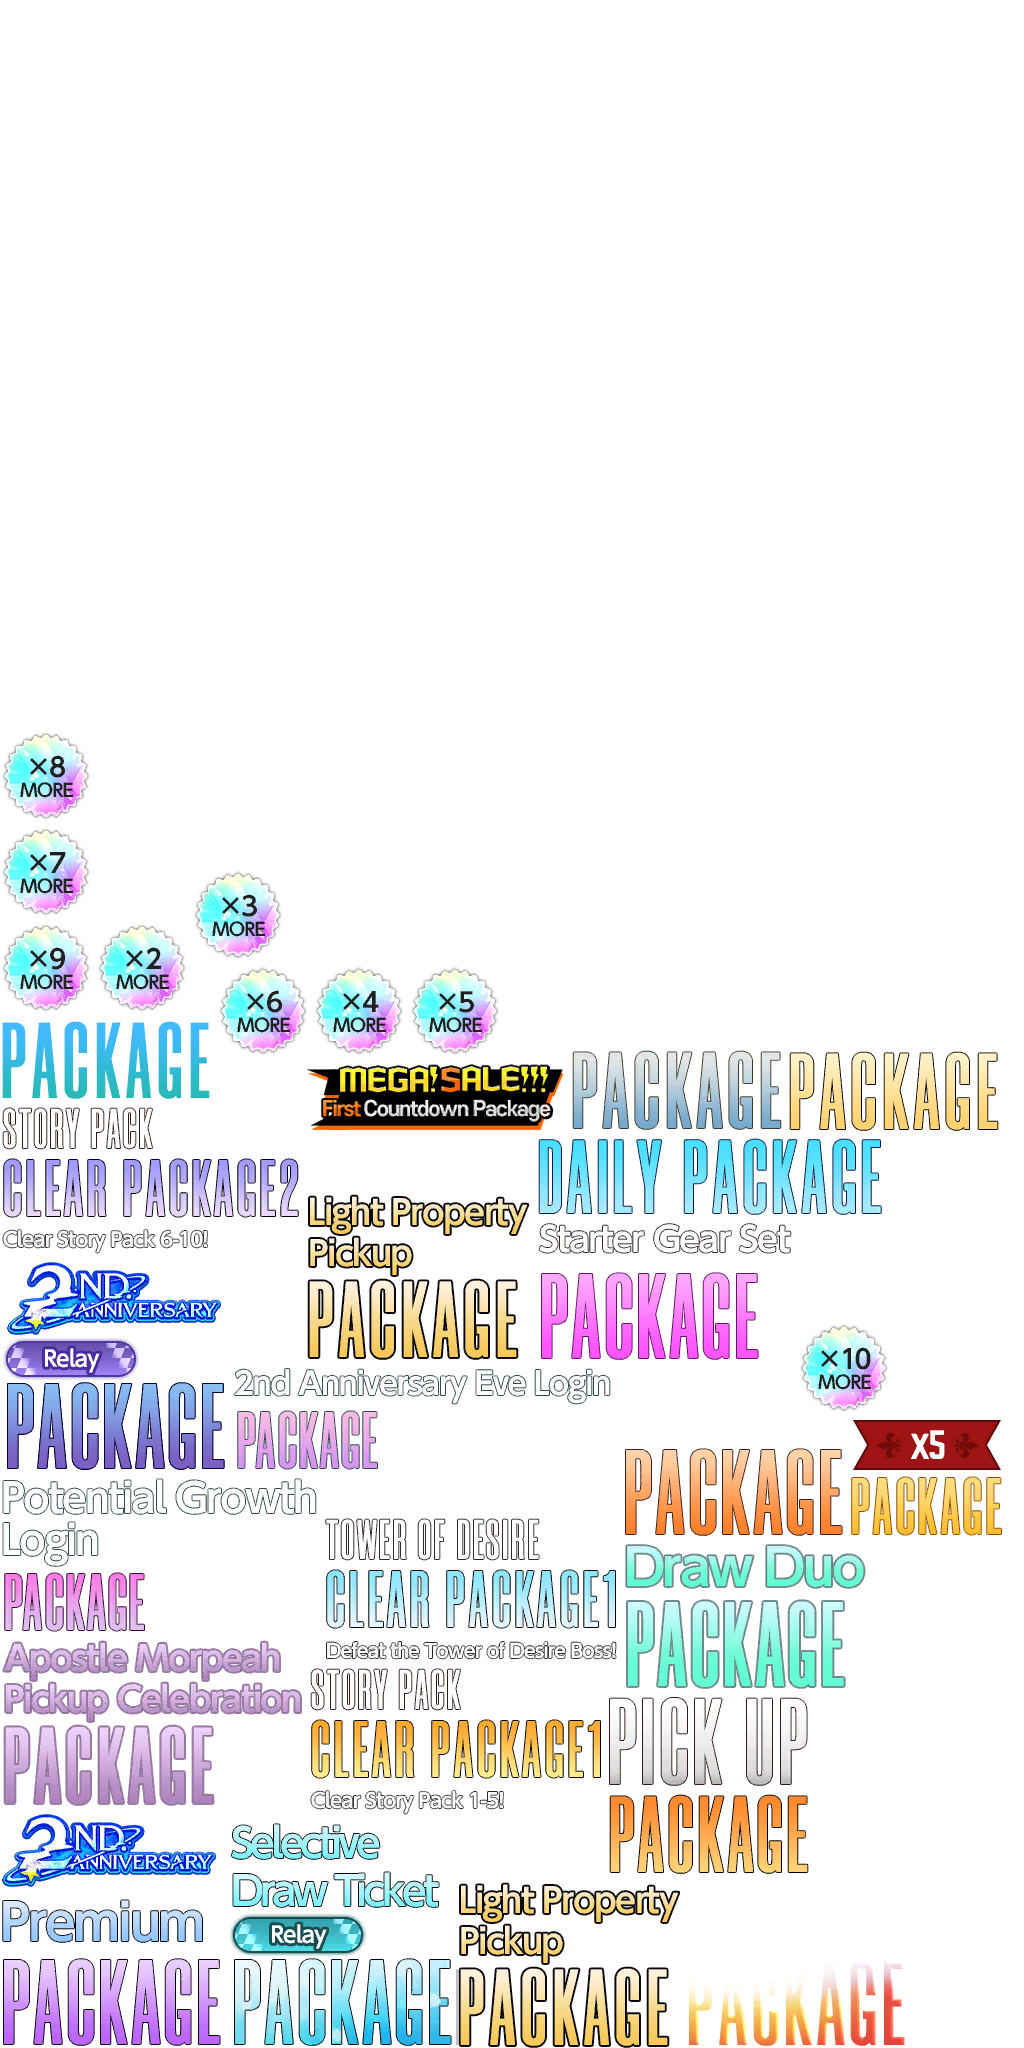 ×8
MORE
×7
MORE
×3
MORE
×9
MORE
×2
MORE
×6
MORE
×4
MORE
×5
MORE
PACKAGE
MEGA!SALE!!!
First Countdown Package
PACKAGE
PACKAGE
STORY PACK
CLEAR PACKAGE2
Clear Story Pack 6-10!
DAILY PACKAGE
Starter Gear Set
PACKAGE
Light Property
Pickup
PACKAGE
2ND
ANNIVERSARY
Relay
PACKAGE
2nd Anniversary Eve Login
PACKAGE
×10
MORE
x5
PACKAGE
PACKAGE
Potential Growth
Login
PACKAGE
TOWER OF DESIRE
CLEAR PACKAGE1
Defeat the Tower of Desire Boss!
Draw Duo
PACKAGE
Apostle Morpeah
Pickup Celebration
PACKAGE
STORY PACK
CLEAR PACKAGE1
Clear Story Pack 1-5!
PICK UP
PACKAGE
2ND
ANNIVERSARY
Premium
PACKAGE
Selective
Draw Ticket
Relay
PACKAGE
Light Property
Pickup
PACKAGE
PACKAGE